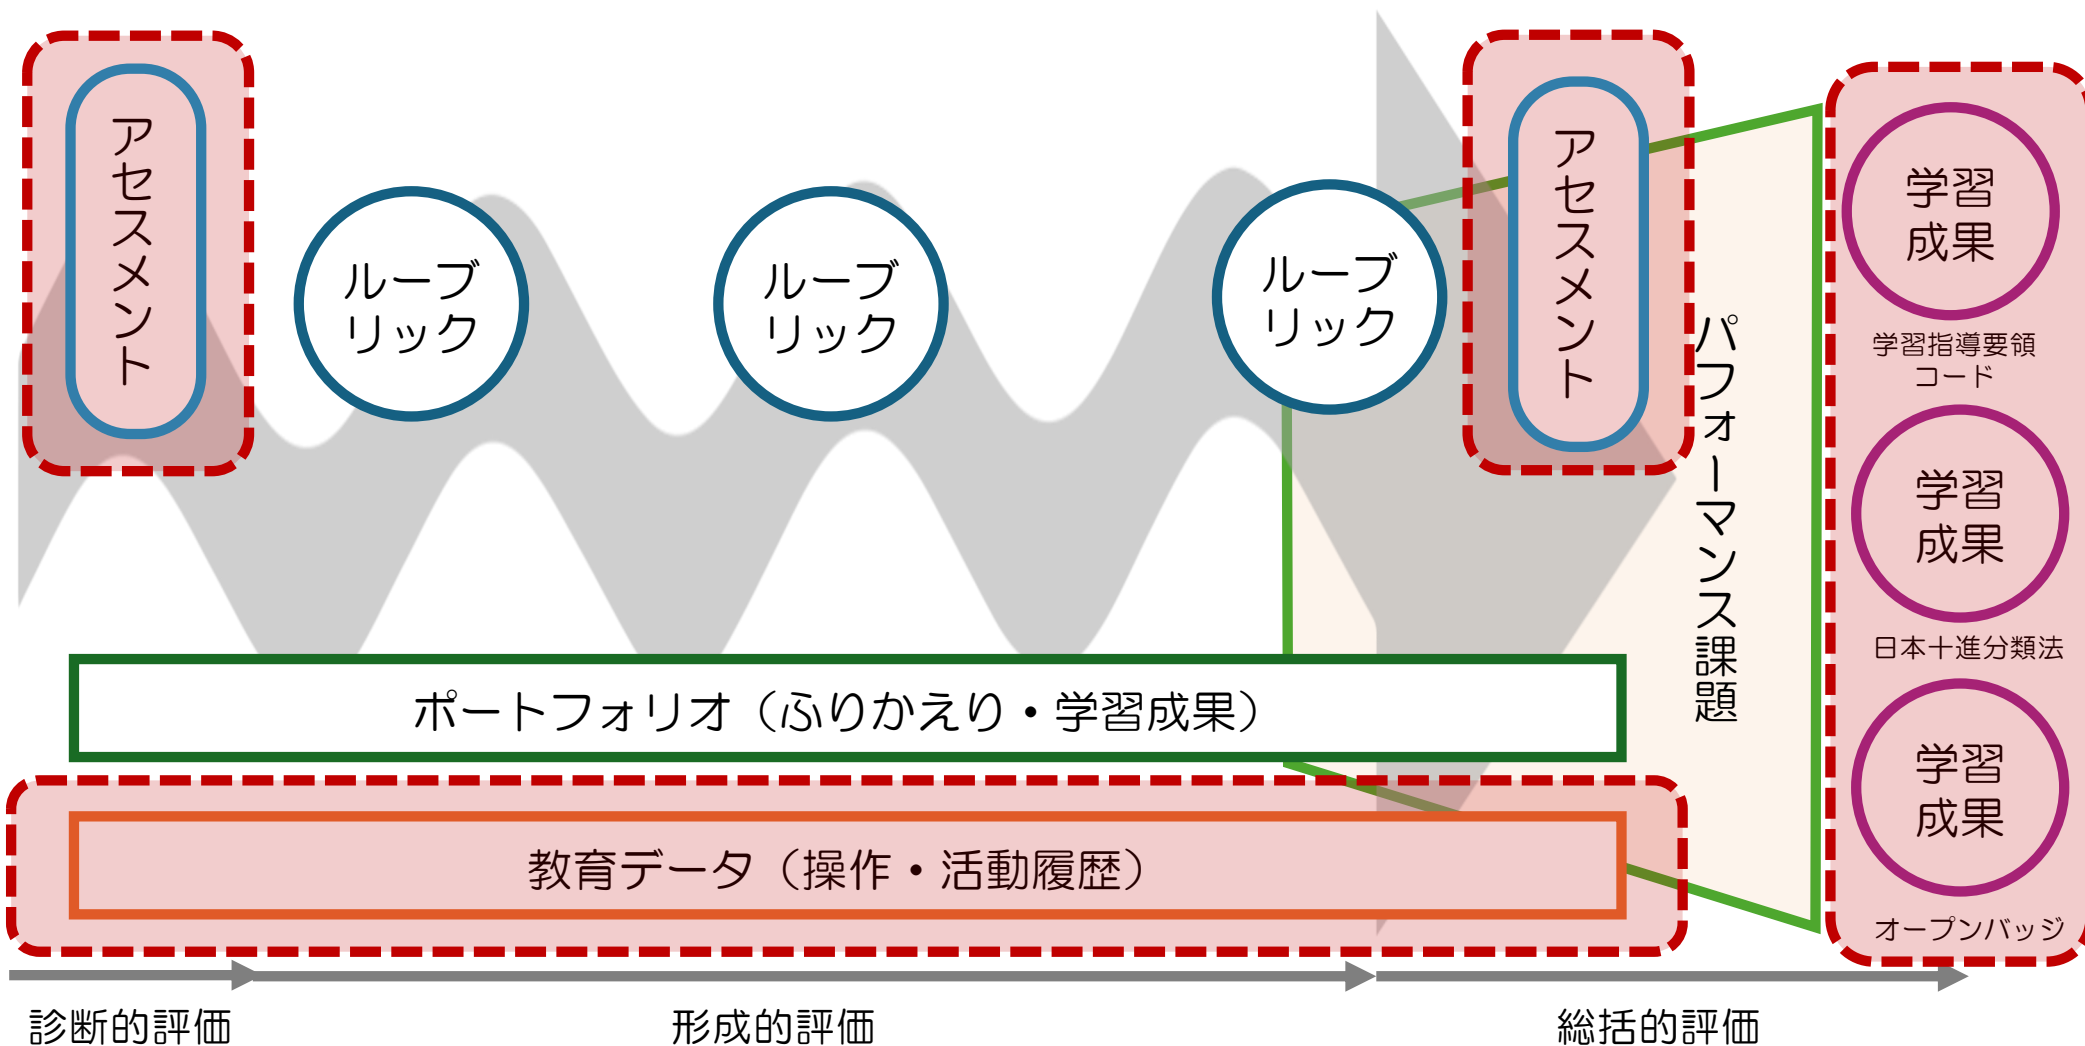 アセスメント
ルーブ
リック
ルーブ
リック
ルーブ
リック
アセスメント
パフォーマンス課題
学習
成果
学習指導要領
コード
学習
成果
日本十進分類法
学習
成果
オープンバッジ
ポートフォリオ（ふりかえり・学習成果）
教育データ（操作・活動履歴）
診断的評価
形成的評価
総括的評価